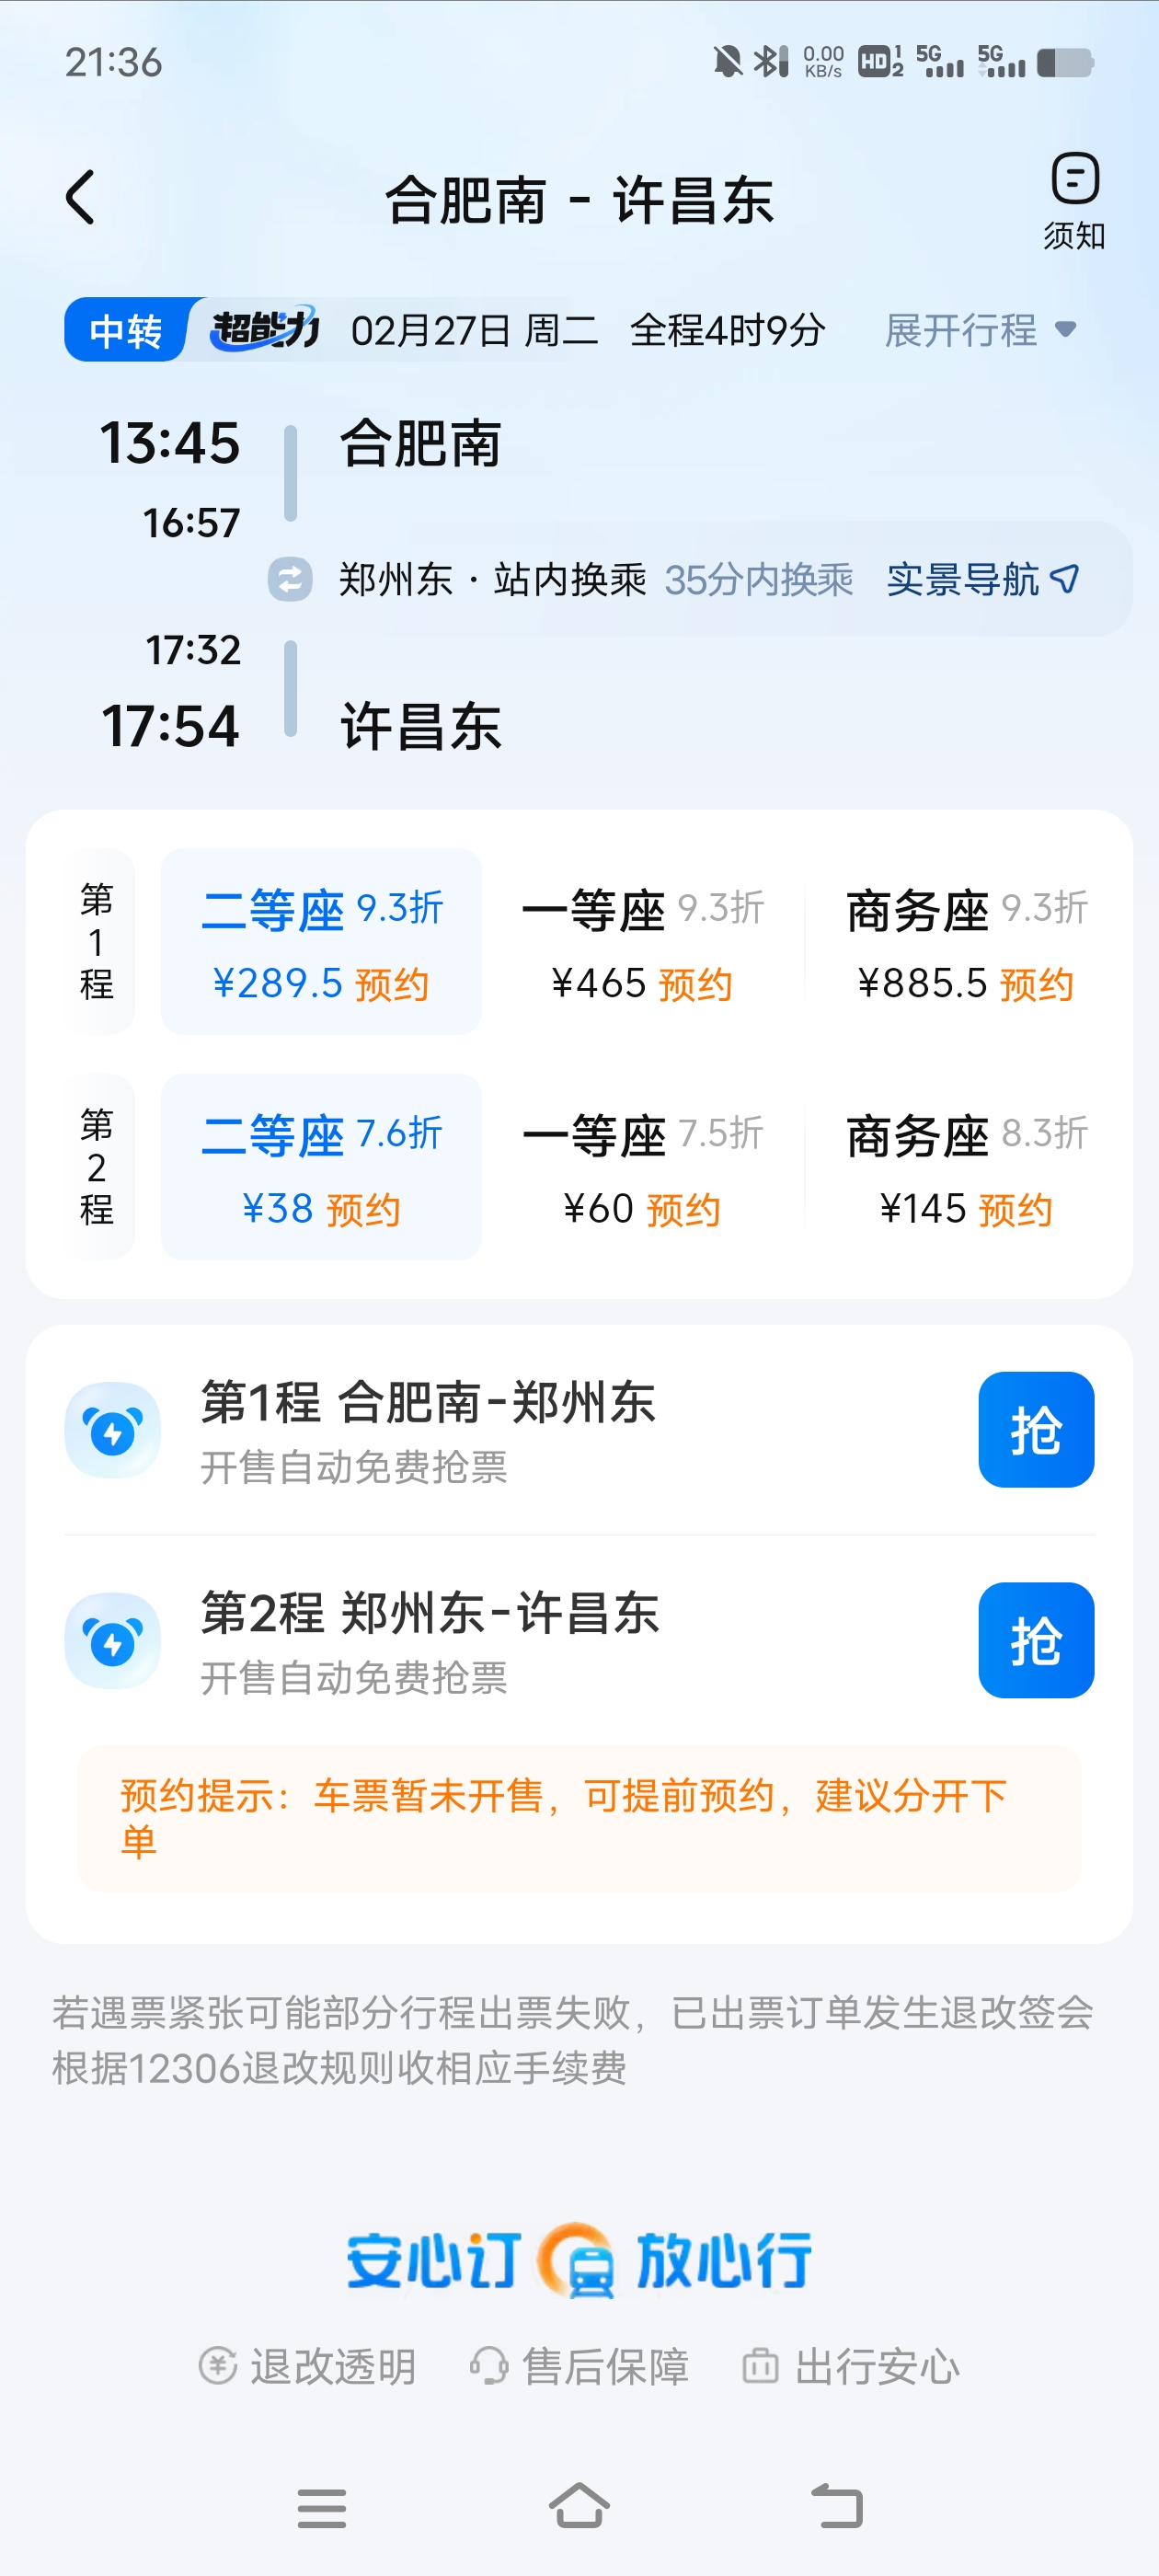 21:36
0.00 KB/s HD 1 2 5G 5G
合肥南 - 许昌东
须知
中转 超能力 02月27日 周二 全程4时9分 展开行程
13:45 合肥南
16:57
郑州东 · 站内换乘 35分内换乘 实景导航
17:32
17:54 许昌东
第1程
二等座 9.3折 一等座 9.3折 商务座 9.3折
¥289.5 预约 ¥465 预约 ¥885.5 预约
第2程
二等座 7.6折 一等座 7.5折 商务座 8.3折
¥38 预约 ¥60 预约 ¥145 预约
第1程 合肥南-郑州东
开售自动免费抢票
抢
第2程 郑州东-许昌东
开售自动免费抢票
抢
预约提示：车票暂未开售，可提前预约，建议分开下
单
若遇票紧张可能部分行程出票失败，已出票订单发生退改签会
根据12306退改规则收相应手续费
安心订 放心行
退改透明 售后保障 出行安心